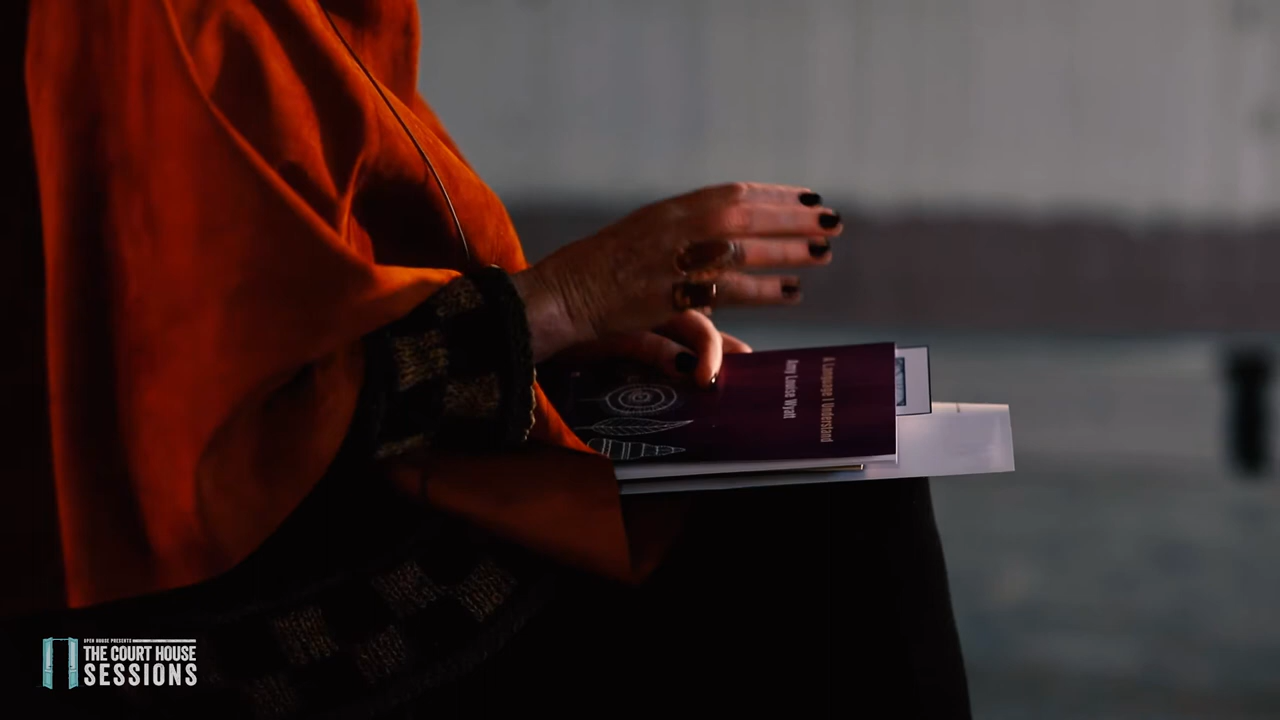 A Language I Understand
Amy Louise Wyatt
OPEN HOUSE PRESENTS
THE COURT HOUSE
SESSIONS